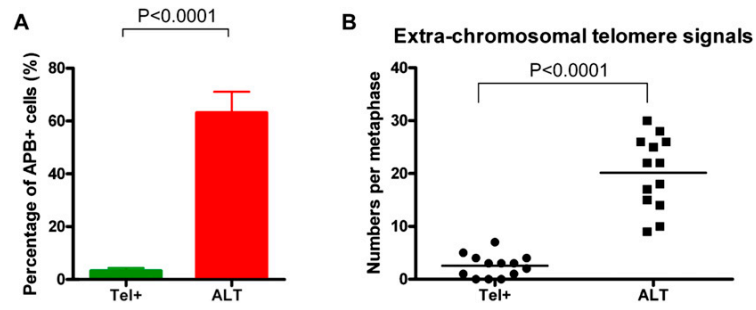 A
P<0.0001
Percentage of APB+ cells (%)
80
60
40
20
0
Tel+
ALT
B
Extra-chromosomal telomere signals
P<0.0001
Numbers per metaphase
40
30
20
10
0
Tel+
ALT